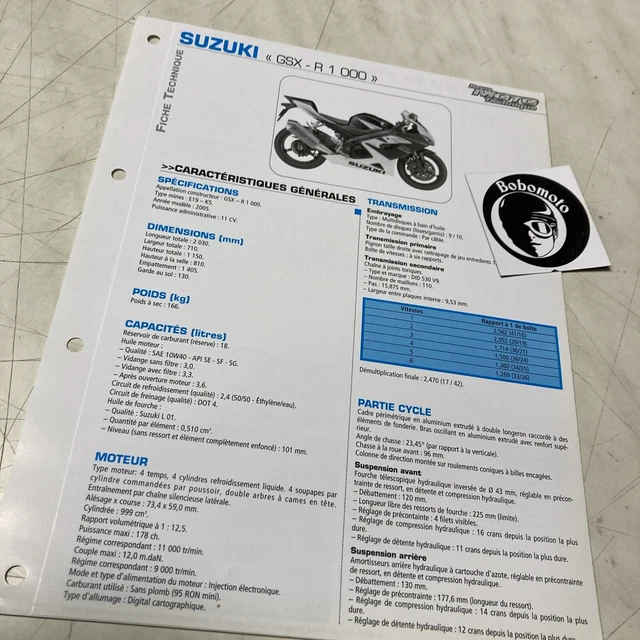 SUZUKI « GSX - R 1 000 »
FICHE TECHNIQUE
MOTO
Technique
Bobomoto
>>CARACTÉRISTIQUES GÉNÉRALES
SPÉCIFICATIONS
Appellation constructeur : GSX – R 1 000.
Type mines : E19 – K5.
Année modèle : 2005.
Puissance administrative : 11 CV.
DIMENSIONS (mm)
Longueur totale : 2 030.
Largeur totale : 710.
Hauteur totale : 1 150.
Hauteur à la selle : 810.
Empattement : 1 405.
Garde au sol : 130.
POIDS (kg)
Poids à sec : 166.
CAPACITÉS (litres)
Réservoir de carburant (réserve) : 18.
Huile moteur :
– Qualité : SAE 10W40 - API SE - SF - SG.
– Vidange sans filtre : 3,0.
– Vidange avec filtre : 3,3.
– Après ouverture moteur : 3,6.
Circuit de refroidissement (qualité) : 2,4 (50/50 - Éthylène/eau).
Circuit de freinage (qualité) : DOT 4.
Huile de fourche :
– Qualité : Suzuki L 01.
– Quantité par élément : 0,510 cm³.
– Niveau (sans ressort et élément complètement enfoncé) : 101 mm.
MOTEUR
Type moteur: 4 temps, 4 cylindres refroidissement liquide. 4 soupapes par
cylindre commandées par poussoir, double arbres à cames en tête.
Entraînement par chaîne silencieuse latérale.
Alésage x course : 73,4 x 59,0 mm.
Cylindrée : 999 cm³.
Rapport volumétrique à 1 : 12,5.
Puissance maxi : 178 ch.
Régime correspondant : 11 000 tr/min.
Couple maxi : 12,0 m.daN.
Régime correspondant : 9 000 tr/min.
Mode et type d'alimentation du moteur : Injection électronique.
Carburant utilisé : Sans plomb (95 RON mini).
Type d'allumage : Digital cartographique.
TRANSMISSION
Embrayage
Type : Multidisques à bain d'huile.
Nombre de disques (lisses/garnis) : 9 / 10.
Type de la commande : Par câble.
Transmission primaire
Pignon taille droite avec rattrapage de jeu entredents
Boîte de vitesses : à six rapports.
Transmission secondaire
Chaîne à joints toriques.
– Type et marque : DID 530 V9.
– Nombre de maillons : 110.
– Pas : 15,875 mm.
– Largeur entre plaques interne : 9,53 mm.
Vitesses Rapport à 1 de boîte
2,562 (41/16)
2 2,052 (39/19)
3 1,714 (36/21)
4 1,500 (36/24)
5 1,360 (34/25)
6 1,269 (33/26)
Démultiplication finale : 2,470 (17 / 42).
PARTIE CYCLE
Cadre périmétrique en aluminium extrudé à double longeron raccordé à des
éléments de fonderie. Bras oscillant en aluminium extrudé avec renfort supé-
rieur.
Angle de chasse : 23,45° (par rapport à la verticale).
Chasse à la roue avant : 96 mm.
Colonne de direction montée sur roulements coniques à billes encagées.
Suspension avant
Fourche télescopique hydraulique inversée de Ø 43 mm, réglable en précon-
trainte de ressort, en détente et compression hydraulique.
– Débattement : 120 mm.
– Longueur libre des ressorts de fourche : 225 mm (limite).
– Réglage de précontrainte : 4 filets visibles.
– Réglage de compression hydraulique : 16 crans depuis la position la plus
dure.
– Réglage de détente hydraulique : 11 crans depuis la position la plus dure.
Suspension arrière
Amortisseurs arrière hydraulique à cartouche d'azote, réglable en précontrainte
de ressort, en détente et compression hydraulique.
– Débattement : 130 mm.
– Réglage de précontrainte : 177,6 mm (longueur du ressort).
– Réglage de compression hydraulique : 14 crans depuis la position la plus
dure.
– Réglage de détente hydraulique : 12 crans depuis la position la plus dure.